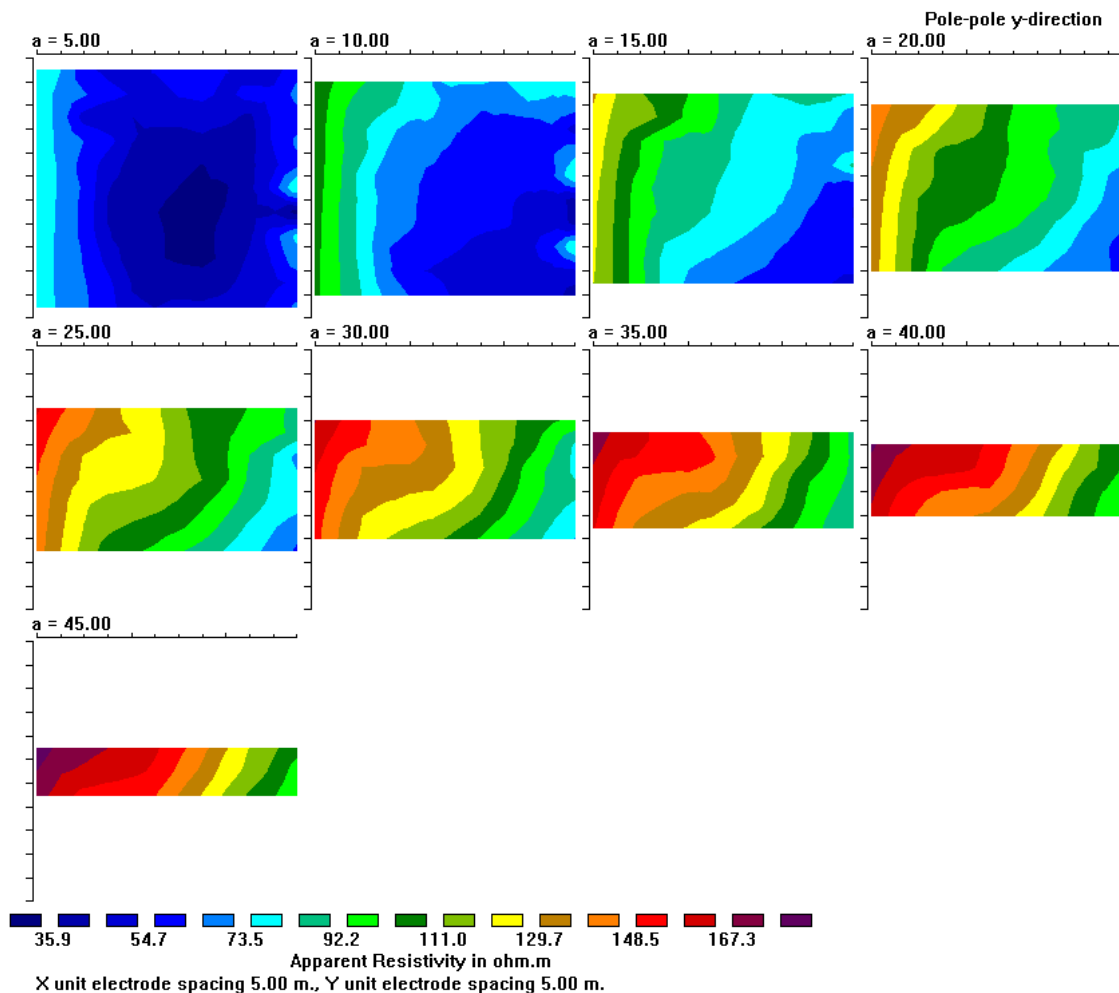 Pole-pole y-direction
a = 5.00 a = 10.00 a = 15.00 a = 20.00
a = 25.00 a = 30.00 a = 35.00 a = 40.00
a = 45.00
35.9 54.7 73.5 92.2 111.0 129.7 148.5 167.3
Apparent Resistivity in ohm.m
X unit electrode spacing 5.00 m., Y unit electrode spacing 5.00 m.